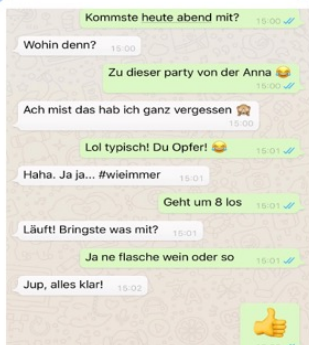 Kommste heute abend mit? 15:00
Wohin denn? 15:00
Zu dieser party von der Anna 😂
15:00
Ach mist das hab ich ganz vergessen 🙈
15:00
Lol typisch! Du Opfer! 😂 15:01
Haha. Ja ja... #wieimmer 15:01
Geht um 8 los 15:01
Läuft! Bringste was mit? 15:01
Ja ne flasche wein oder so 15:01
Jup, alles klar! 15:02
👍